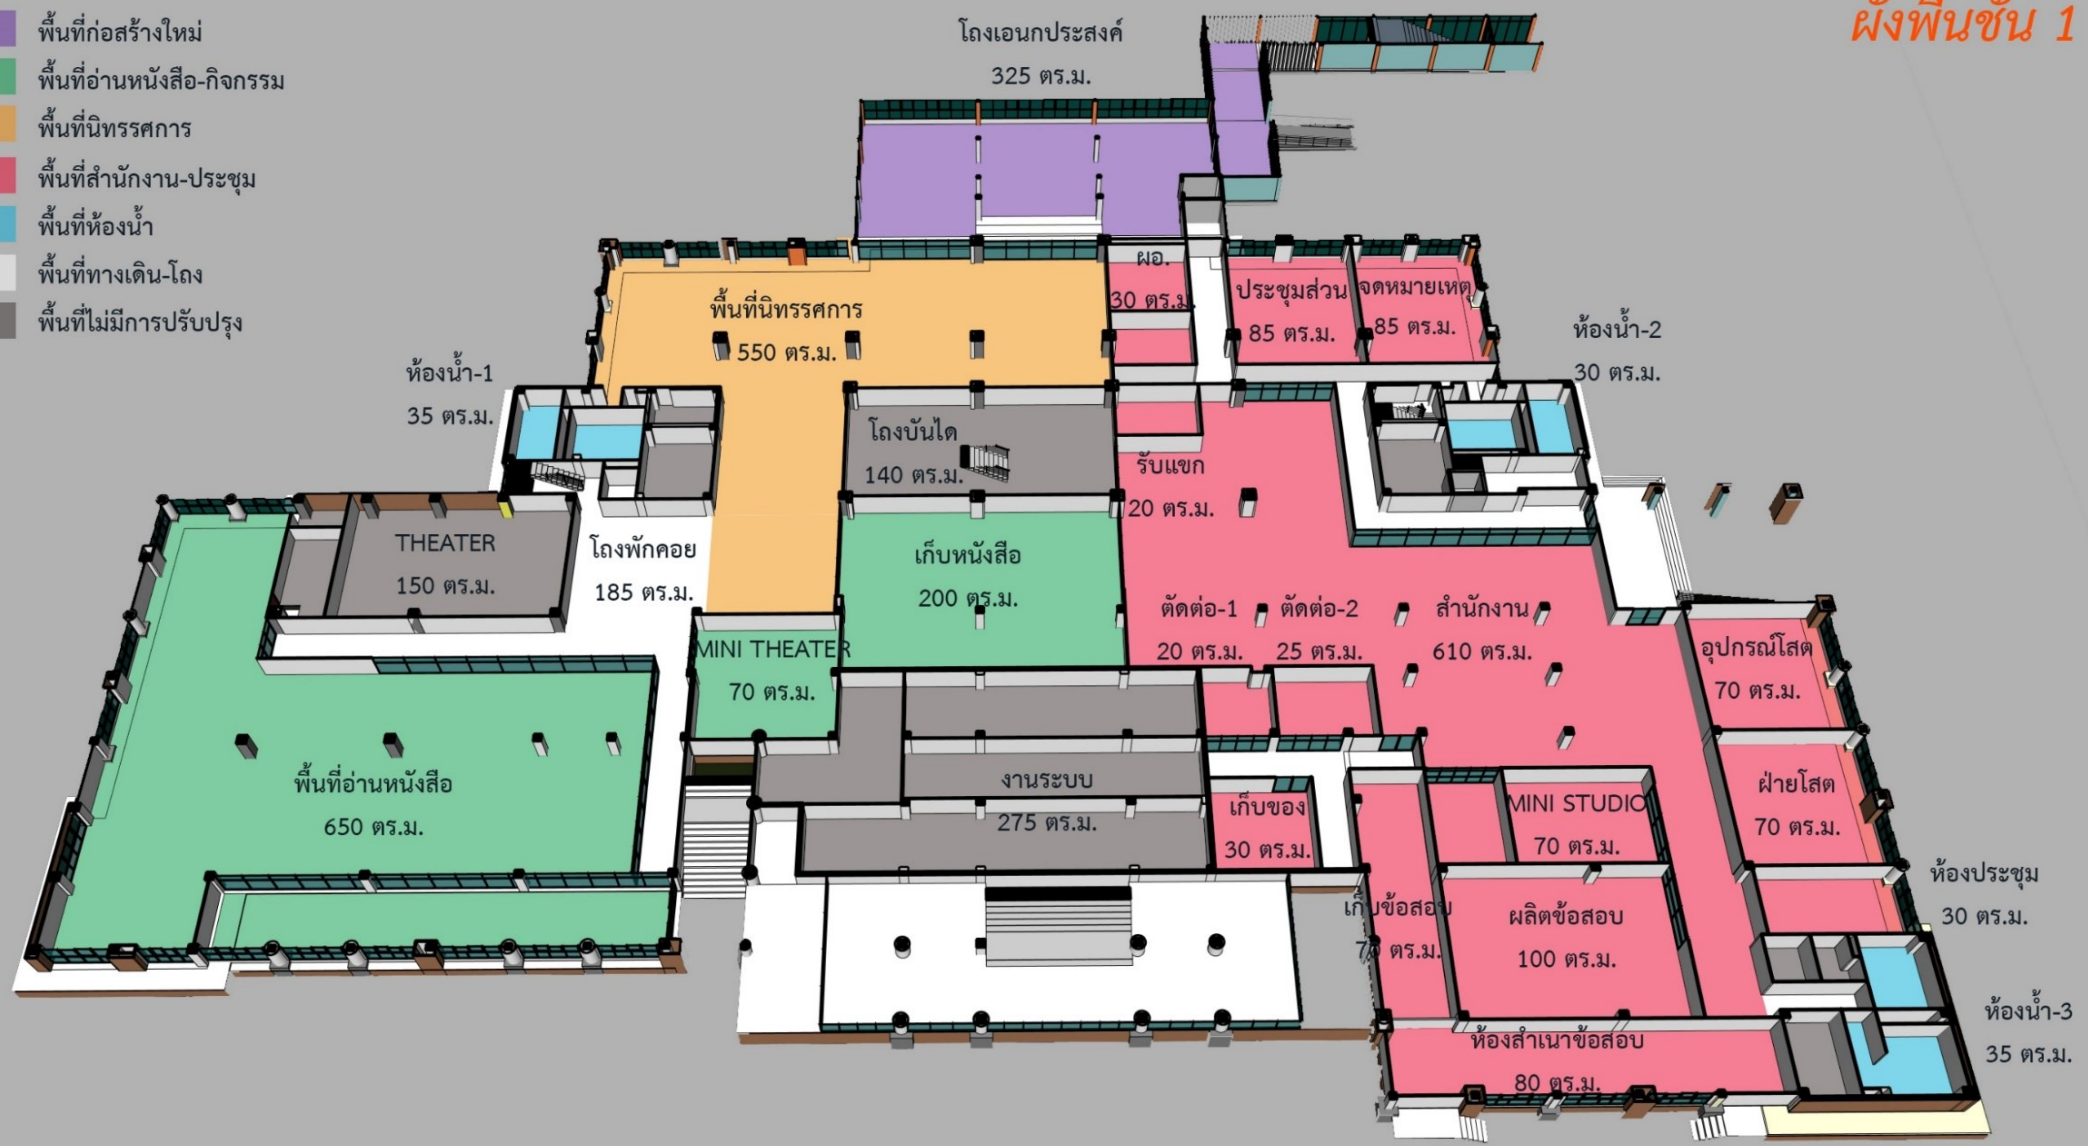 ผังพื้นชั้น 1
พื้นที่ก่อสร้างใหม่
พื้นที่อ่านหนังสือ-กิจกรรม
พื้นที่นิทรรศการ
พื้นที่สำนักงาน-ประชุม
พื้นที่ห้องน้ำ
พื้นที่ทางเดิน-โถง
พื้นที่ไม่มีการปรับปรุง
โถงเอนกประสงค์
325 ตร.ม.
พื้นที่นิทรรศการ
550 ตร.ม.
ผอ.
30 ตร.ม.
ประชุมส่วน
85 ตร.ม.
จดหมายเหตุ
85 ตร.ม.
ห้องน้ำ-2
30 ตร.ม.
ห้องน้ำ-1
35 ตร.ม.
โถงบันได
140 ตร.ม.
รับแขก
20 ตร.ม.
THEATER
150 ตร.ม.
โถงพักคอย
185 ตร.ม.
เก็บหนังสือ
200 ตร.ม.
ตัดต่อ-1
20 ตร.ม.
ตัดต่อ-2
25 ตร.ม.
สำนักงาน
610 ตร.ม.
อุปกรณ์โสต
70 ตร.ม.
MINI THEATER
70 ตร.ม.
พื้นที่อ่านหนังสือ
650 ตร.ม.
งานระบบ
275 ตร.ม.
เก็บของ
30 ตร.ม.
MINI STUDIO
70 ตร.ม.
ฝ่ายโสต
70 ตร.ม.
ห้องประชุม
30 ตร.ม.
เก็บข้อสอบ
70 ตร.ม.
ผลิตข้อสอบ
100 ตร.ม.
ห้องน้ำ-3
35 ตร.ม.
ห้องสำเนาข้อสอบ
80 ตร.ม.